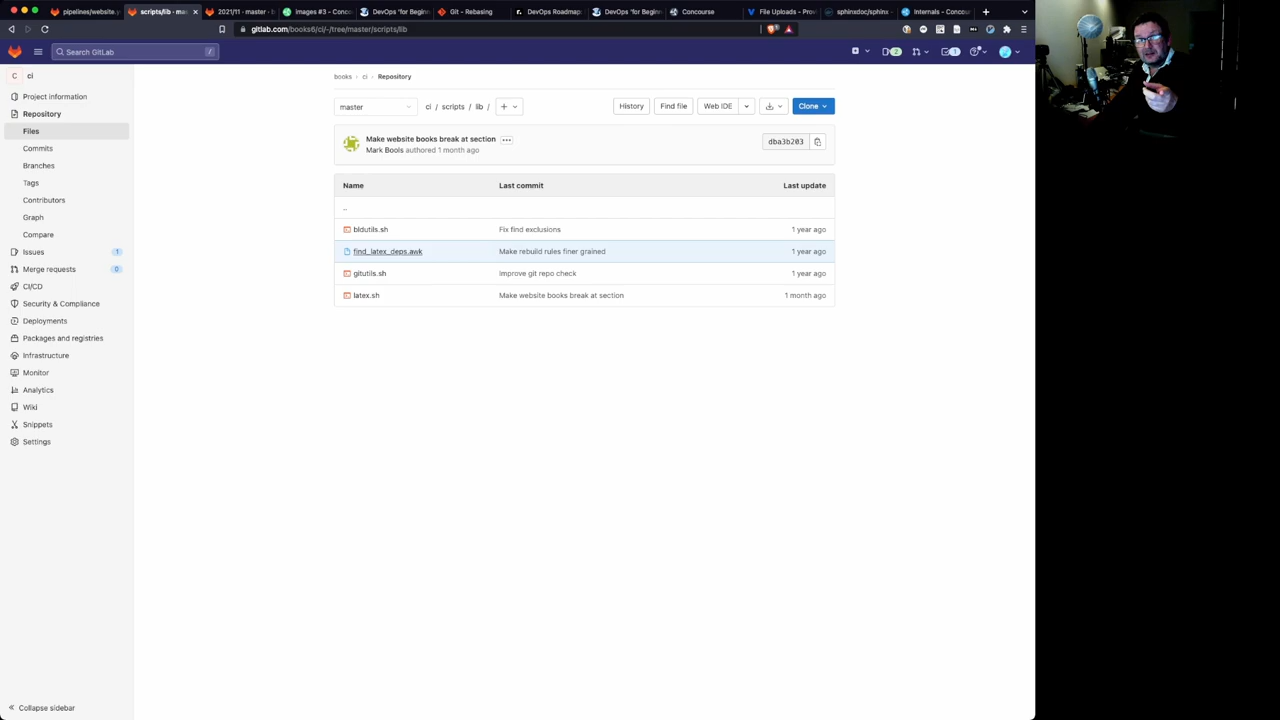 pipelines/website.y
scripts/lib · ma
2021/11 · master · b
images #3 - Conco
DevOps 'for Beginn
Git - Rebasing
DevOps Roadmap
DevOps 'for Beginn
Concourse
File Uploads - Prov
sphinxdoc/sphinx
Internals - Concour
gitlab.com/books6/ci/-/tree/master/scripts/lib
Search GitLab
/
2
1
C ci
Project information
Repository
Files
Commits
Branches
Tags
Contributors
Graph
Compare
Issues 1
Merge requests 0
CI/CD
Security & Compliance
Deployments
Packages and registries
Infrastructure
Monitor
Analytics
Wiki
Snippets
Settings
Collapse sidebar
books ci Repository
master
ci / scripts / lib /
+
History
Find file
Web IDE
Clone
Make website books break at section
Mark Bools authored 1 month ago
dba3b203
Name Last commit Last update
..
bldutils.sh Fix find exclusions 1 year ago
find_latex_deps.awk Make rebuild rules finer grained 1 year ago
gitutils.sh Improve git repo check 1 year ago
latex.sh Make website books break at section 1 month ago